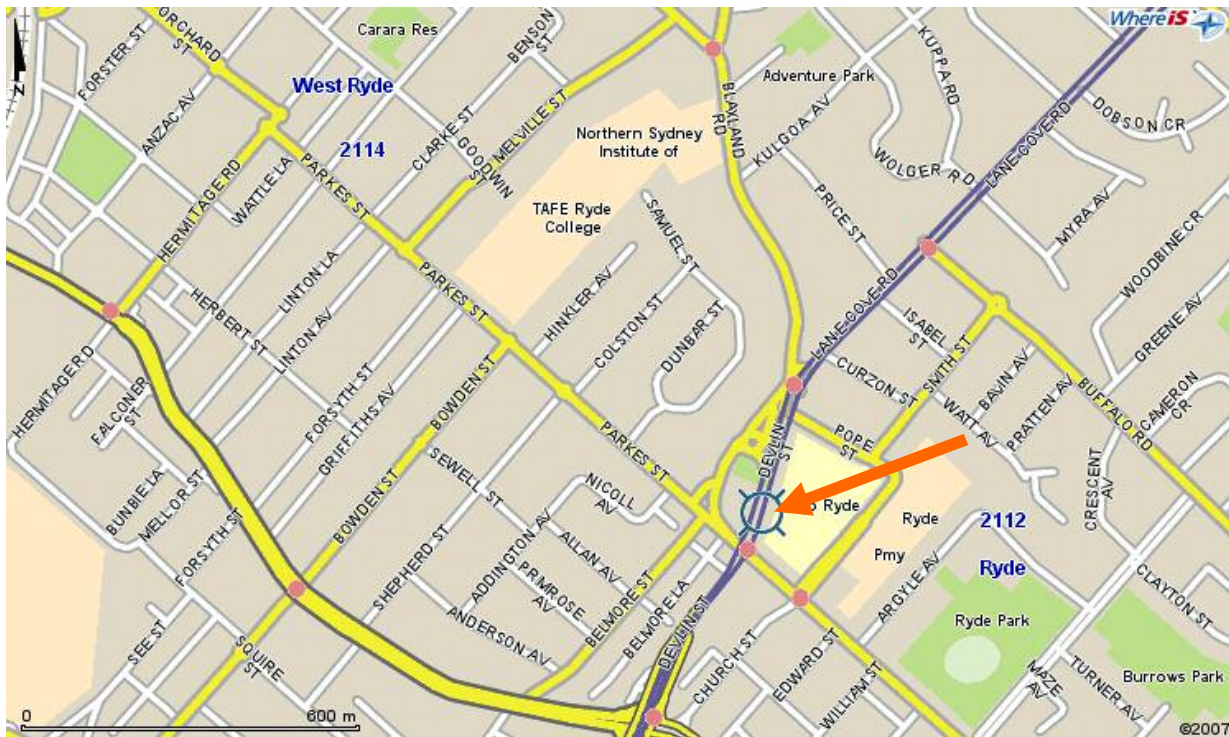 WhereiS
ORCHARD
ST
FORSTER ST
Carara Res
BENSON
ST
KUPPA RD
West Ryde
ANZAC AV
CLARKE ST
MELVILLE ST
BLAXLAND
RD
Adventure Park
DOBSON CR
LANE COVE RD
Northern Sydney
Institute of
KULGOA AV
WOLGER RD
2114
GOODWIN
ST
WATTLE LA
PARKES ST
HERMITAGE RD
TAFE Ryde
College
SAMUEL ST
PRICE ST
MYRA AV
WOODBINE CR
LINTON LA
PARKES ST
HINKLER AV
COLSTON ST
DUNBAR ST
LANE COVE RD
ISABEL
ST
GREENE AV
HERBERT ST
LINTON AV
SMITH ST
CURZON ST
BAVIN AV
PRATTEN AV
BUFFALO RD
CAMERON
CR
HERMITAGE RD
FALCONER
ST
FORSYTH ST
GRIFFITHS AV
BOWDEN ST
WATT AV
POPE
ST
DEVLIN
ST
PARKES ST
SEWELL ST
NICOLL
AV
CRESCENT
AV
BUNBIE LA
MELLOR ST
BOWDEN ST
Ryde
Ryde
2112
FORSYTH ST
SHEPHERD ST
ADDINGTON AV
ALLAN AV
PRIMROSE
AV
Pmy
Ryde
ARGYLE AV
CLAYTON ST
BELMORE ST
BELMORE LA
ANDERSON AV
DEVLIN ST
CHURCH ST
EDWARD ST
WILLIAM ST
Ryde Park
SEE ST
SQUIRE
ST
MAZE
AV
TURNER AV
Burrows Park
N
0
600 m
©2007